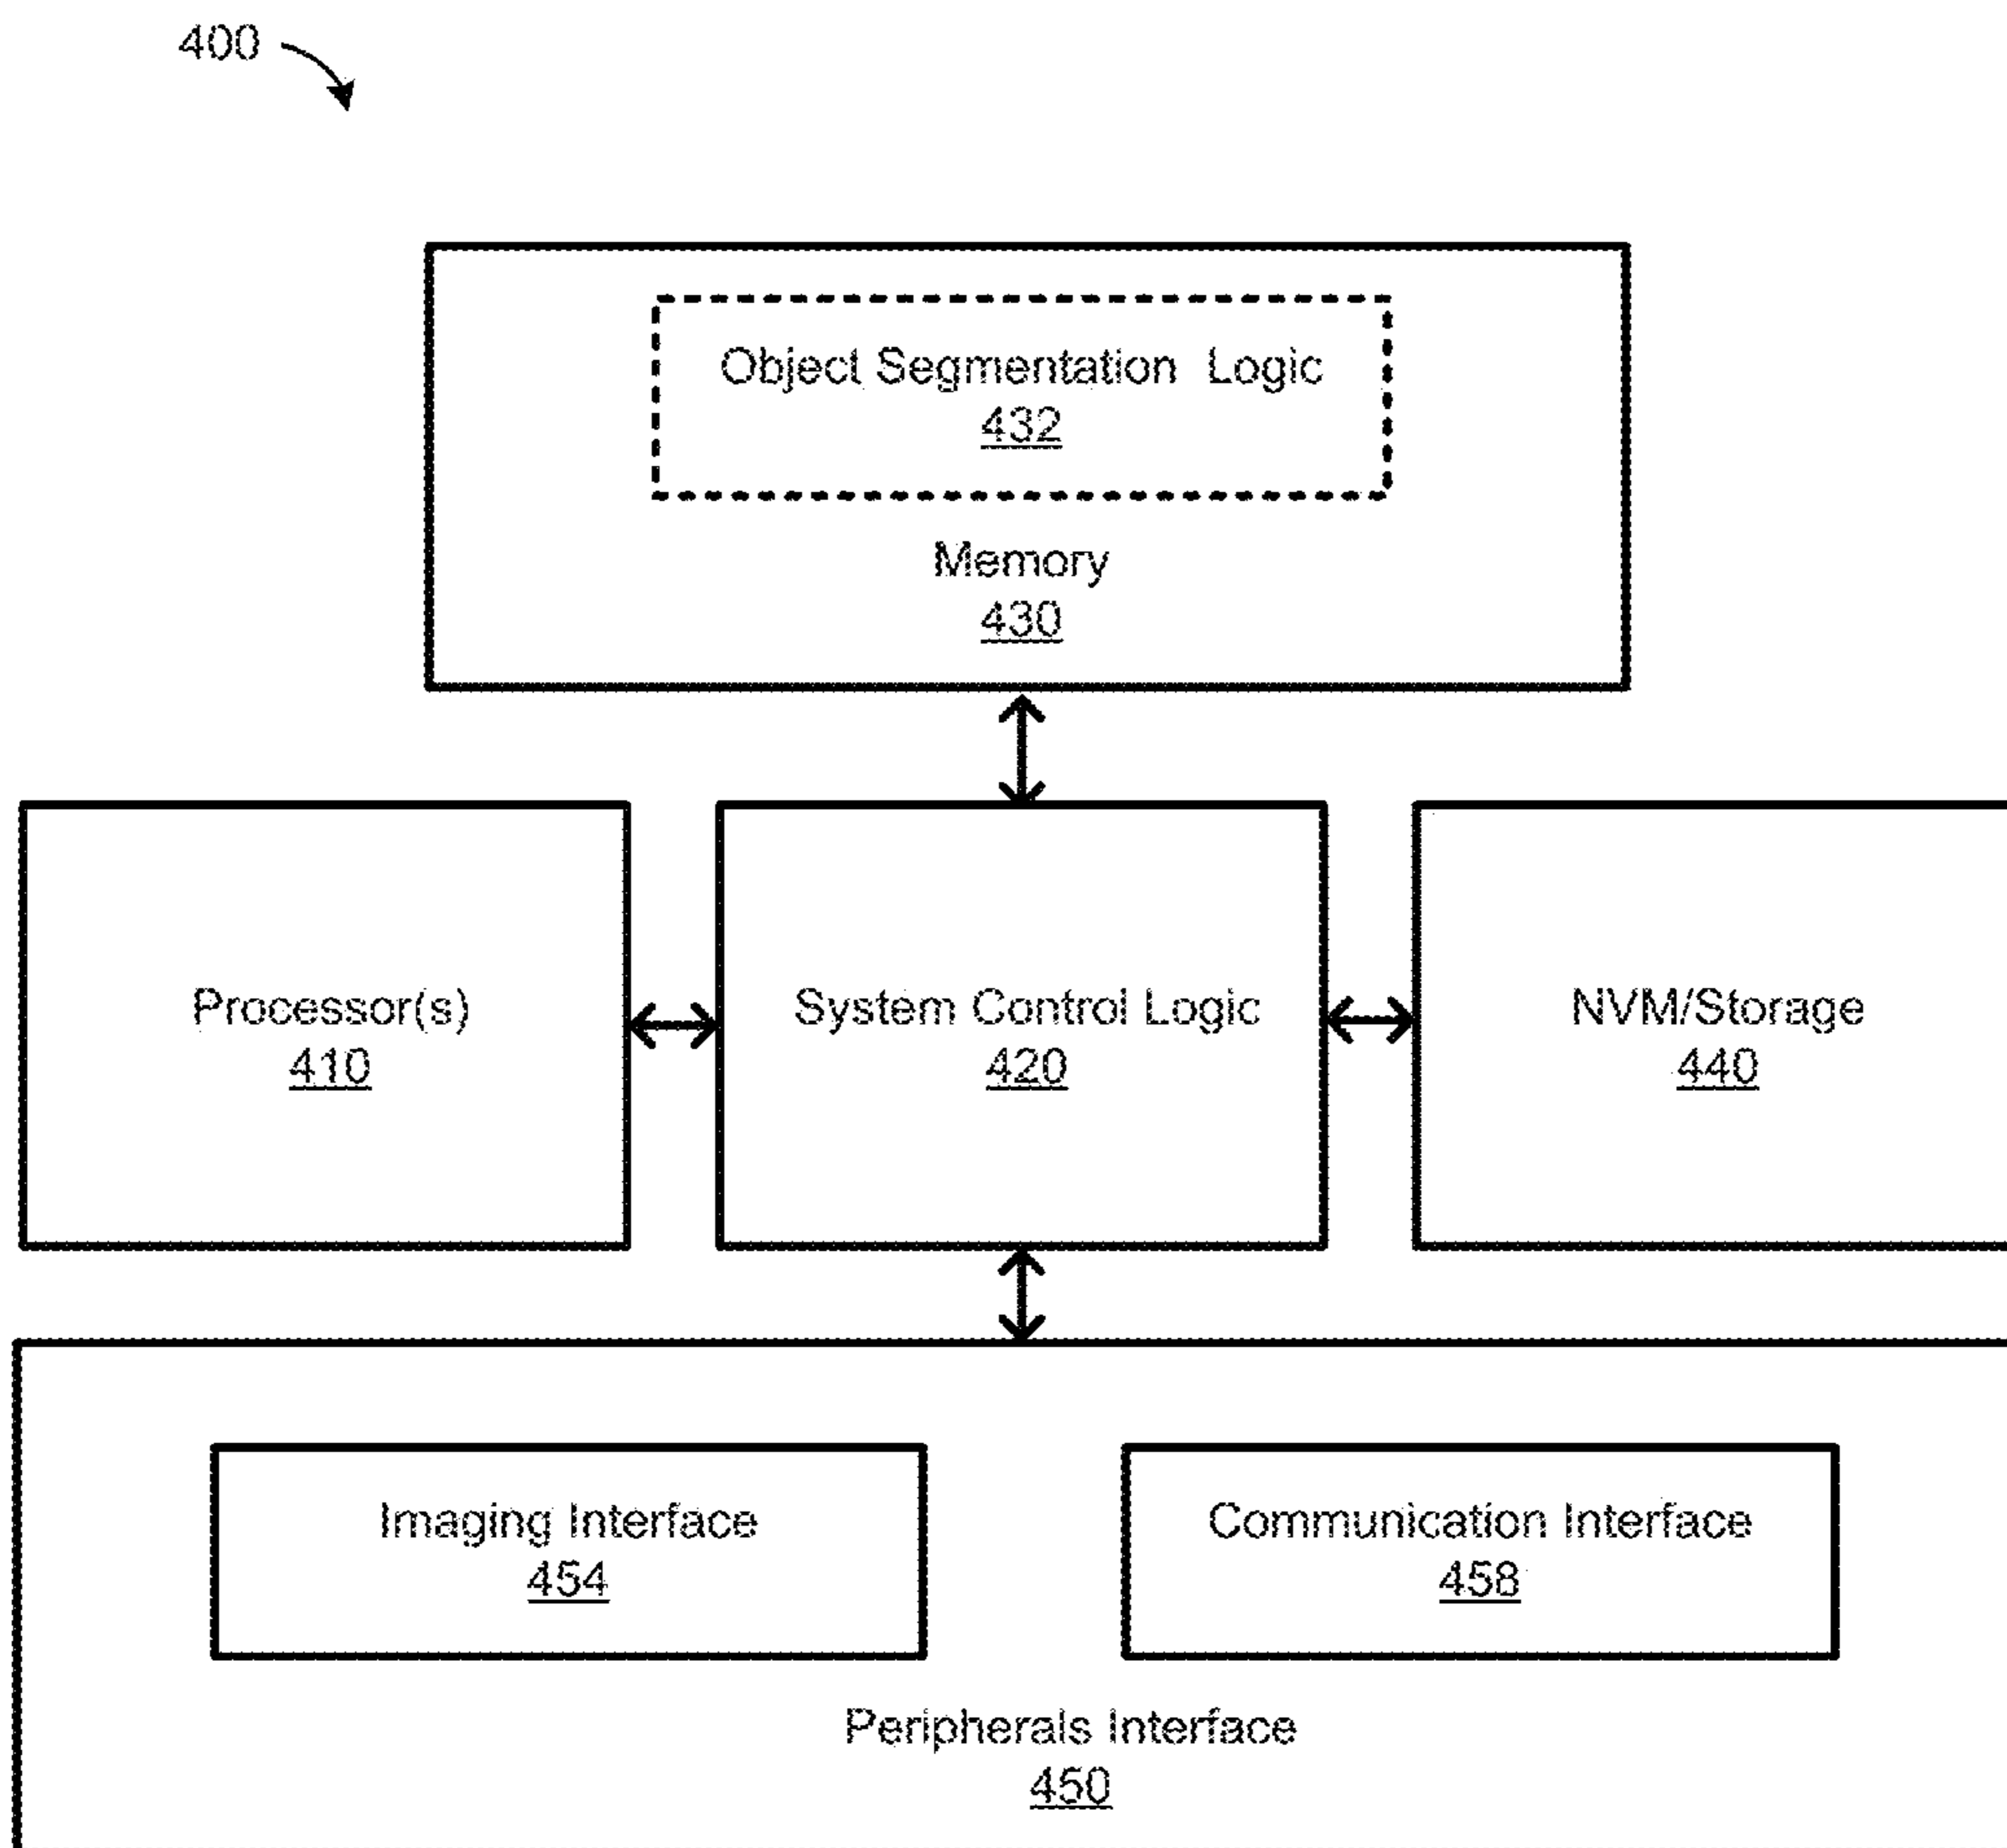 400
Object Segmentation Logic
432
Memory
430
Processor(s)
410
System Control Logic
420
NVM/Storage
440
Imaging Interface
454
Communication Interface
458
Peripherals Interface
450